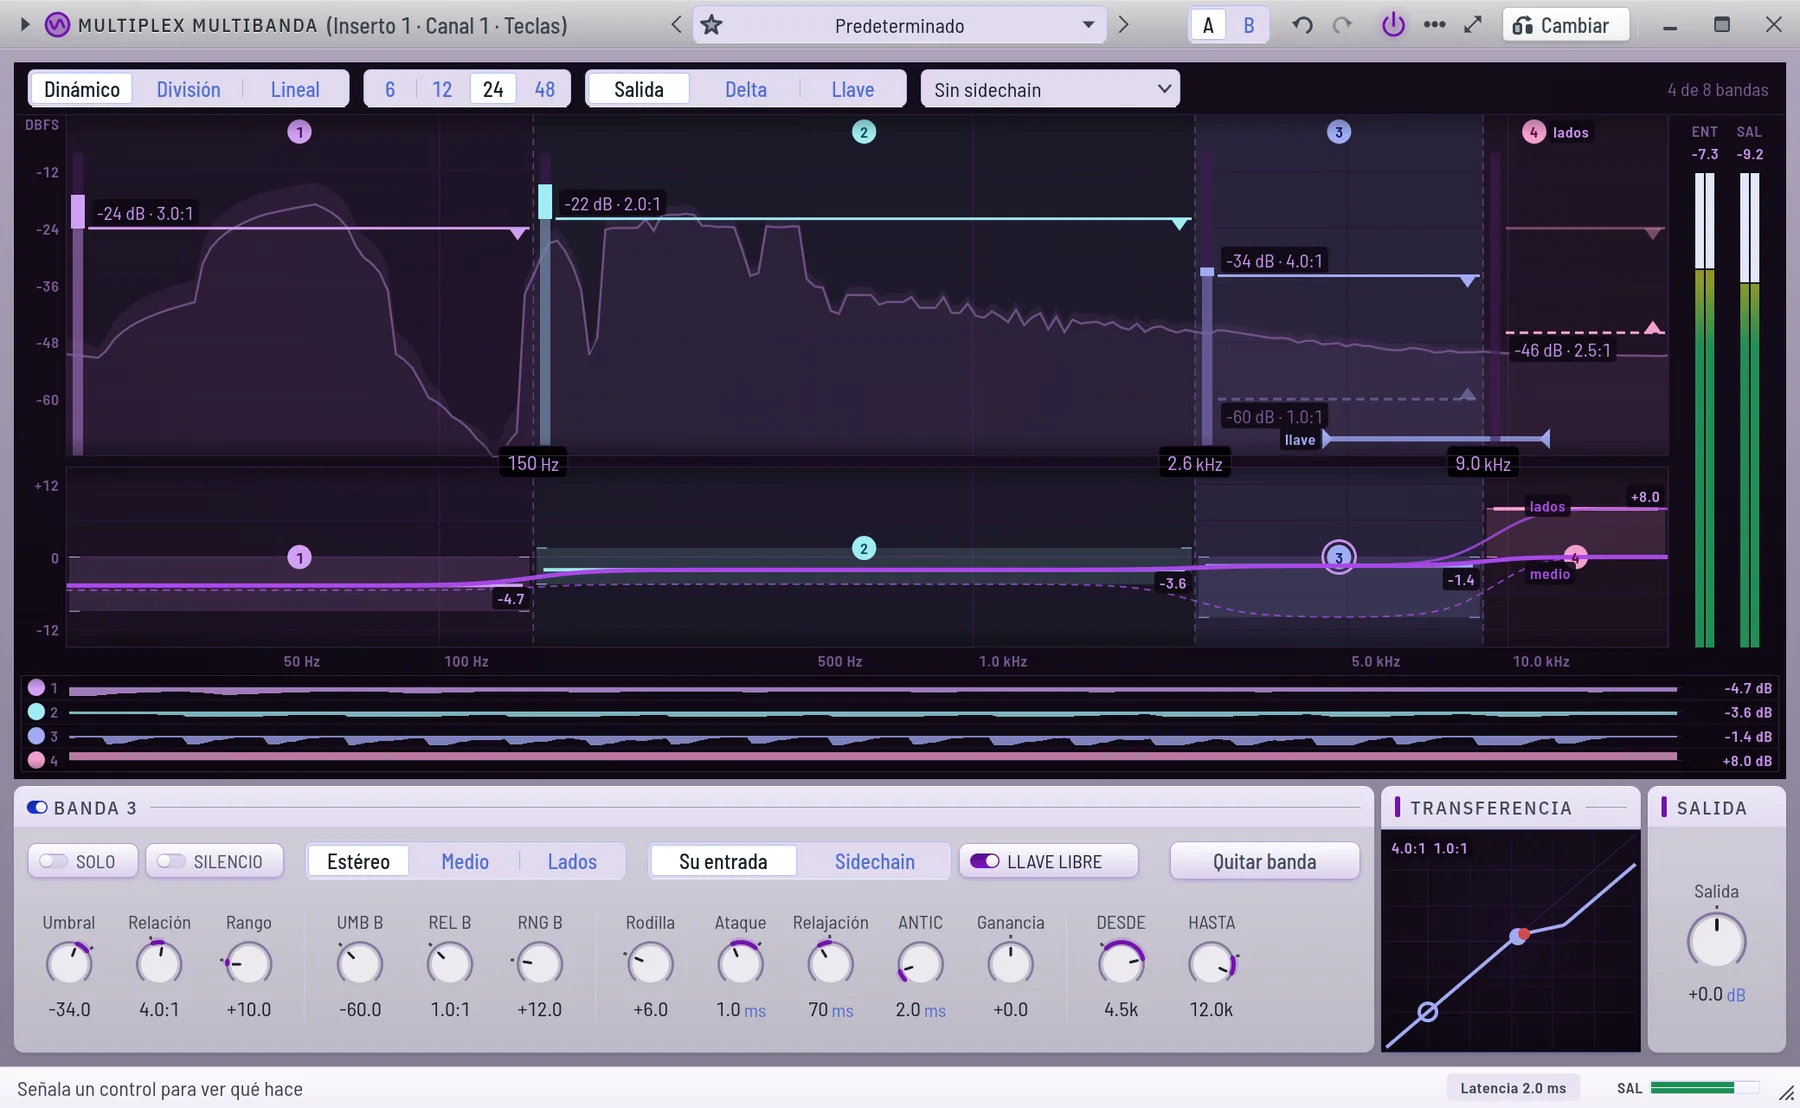 MULTIPLEX MULTIBANDA (Inserto 1 · Canal 1 · Teclas)
Predeterminado
A B
Cambiar
Dinámico División Lineal
6 12 24 48
Salida Delta Llave
Sin sidechain
4 de 8 bandas
DBFS
-12
-24
-36
-48
-60
1
2
3
4 lados
ENT SAL
-7.3 -9.2
-24 dB · 3.0:1
-22 dB · 2.0:1
-34 dB · 4.0:1
-46 dB · 2.5:1
-60 dB · 1.0:1
llave
150 Hz
2.6 kHz
9.0 kHz
+12
0
-12
1
2
3
4
lados
+8.0
medio
-4.7
-3.6
-1.4
50 Hz 100 Hz 500 Hz 1.0 kHz 5.0 kHz 10.0 kHz
1 -4.7 dB
2 -3.6 dB
3 -1.4 dB
4 +8.0 dB
BANDA 3
SOLO SILENCIO
Estéreo Medio Lados
Su entrada Sidechain
LLAVE LIBRE
Quitar banda
Umbral Relación Rango UMB B REL B RNG B Rodilla Ataque Relajación ANTIC Ganancia DESDE HASTA
-34.0 4.0:1 +10.0 -60.0 1.0:1 +12.0 +6.0 1.0 ms 70 ms 2.0 ms +0.0 4.5k 12.0k
TRANSFERENCIA
4.0:1 1.0:1
SALIDA
Salida
+0.0 dB
Señala un control para ver qué hace
Latencia 2.0 ms
SAL